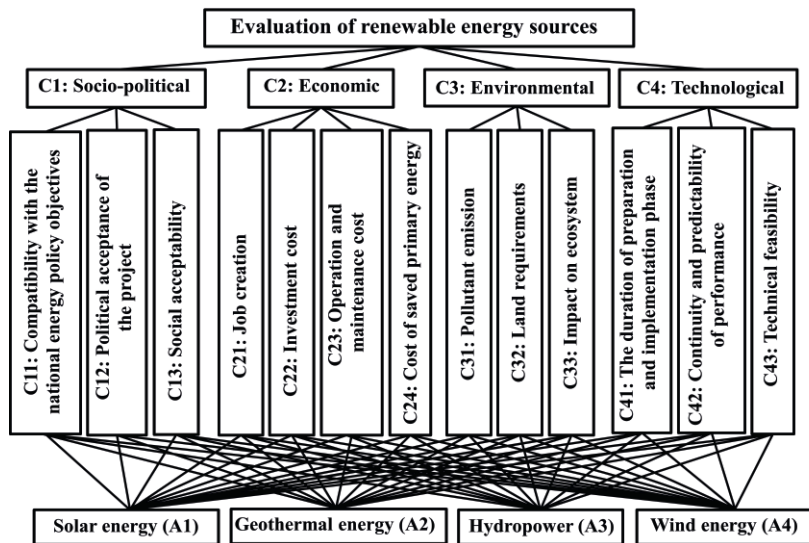 Evaluation of renewable energy sources
C1: Socio-political
C2: Economic
C3: Environmental
C4: Technological
C11: Compatibility with the
national energy policy objectives
C12: Political acceptance of
the project
C13: Social acceptability
C21: Job creation
C22: Investment cost
C23: Operation and
maintenance cost
C24: Cost of saved primary energy
C31: Pollutant emission
C32: Land requirements
C33: Impact on ecosystem
C41: The duration of preparation
and implementation phase
C42: Continuity and predictability
of performance
C43: Technical feasibility
Solar energy (A1)
Geothermal energy (A2)
Hydropower (A3)
Wind energy (A4)